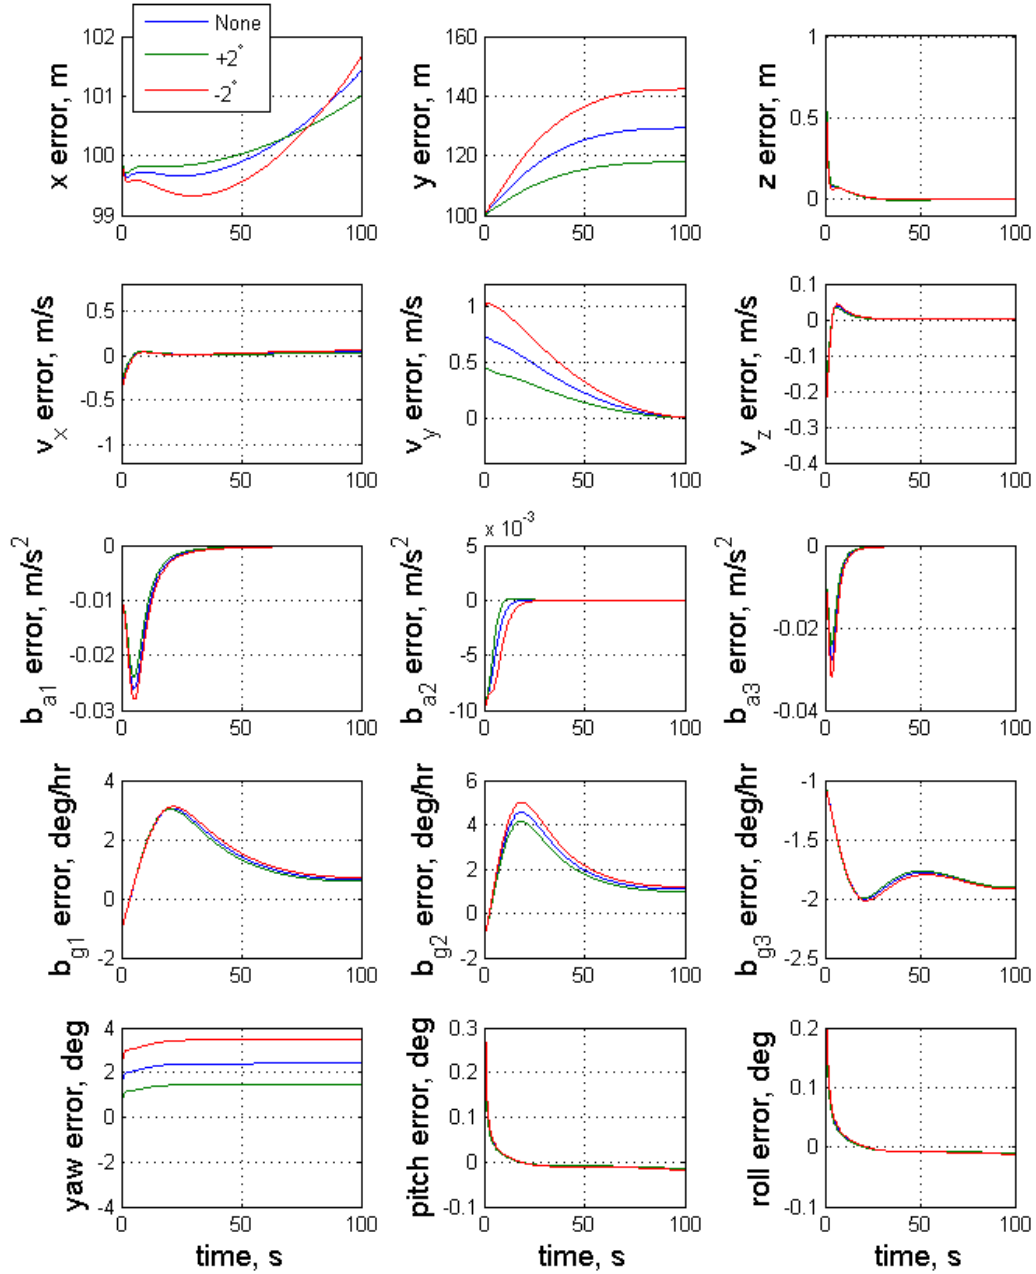 None
+2°
-2°
102
101
100
99
0 50 100
x error, m
160
140
120
100
0 50 100
y error, m
1
0.5
0
0 50 100
z error, m
0.5
0
-0.5
-1
0 50 100
v_x error, m/s
1
0.5
0
0 50 100
v_y error, m/s
0.1
0
-0.1
-0.2
-0.3
-0.4
0 50 100
v_z error, m/s
0
-0.01
-0.02
-0.03
0 50 100
b_a1 error, m/s²
x 10^-3
5
0
-5
-10
0 50 100
b_a2 error, m/s²
0
-0.02
-0.04
0 50 100
b_a3 error, m/s²
4
2
0
-2
0 50 100
b_g1 error, deg/hr
6
4
2
0
-2
0 50 100
b_g2 error, deg/hr
-1
-1.5
-2
-2.5
0 50 100
b_g3 error, deg/hr
4
2
0
-2
-4
0 50 100
yaw error, deg
time, s
0.3
0.2
0.1
0
-0.1
0 50 100
pitch error, deg
time, s
0.2
0.1
0
-0.1
0 50 100
roll error, deg
time, s